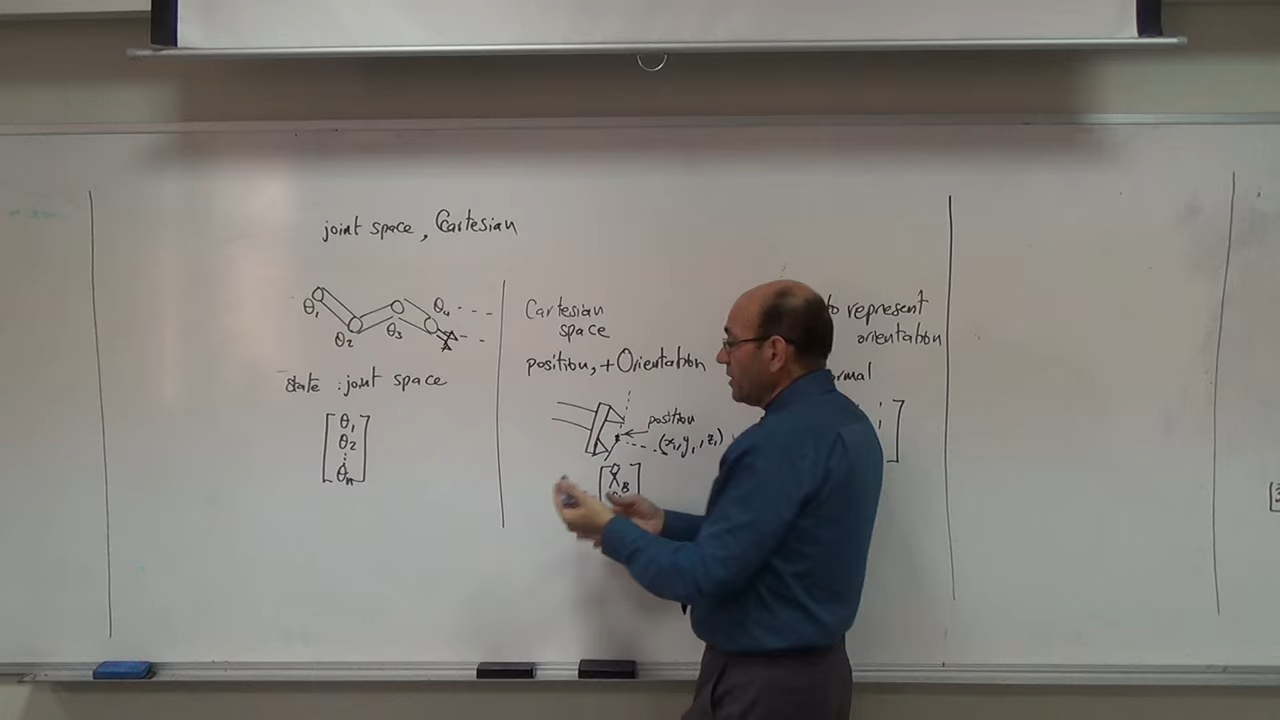 joint space, Cartesian
θ1
θ2
θ3
θ4 - - -
state : joint space
[θ1
θ2
⋮
θn]
Cartesian
space
position, + Orientation
position
(x1, y1, z1)
to represent
orientation